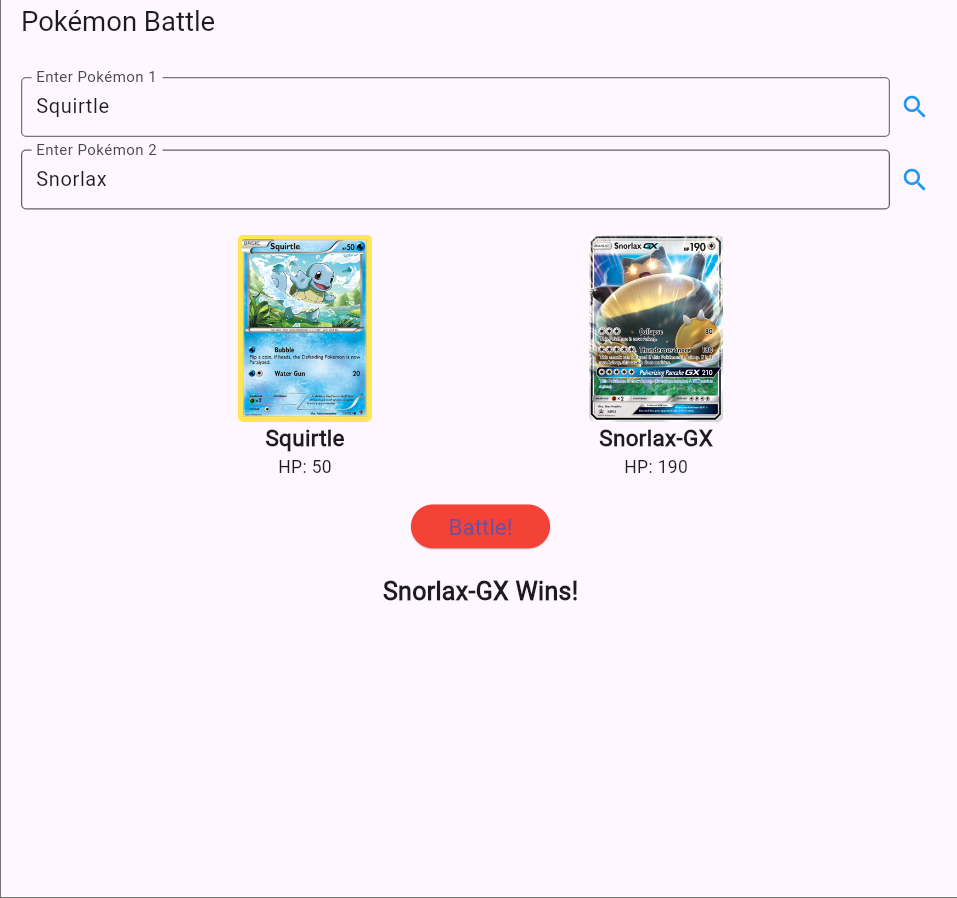 Pokémon Battle
Enter Pokémon 1
Squirtle
Enter Pokémon 2
Snorlax
BASIC Squirtle HP 50
Bubble
Flip a coin. If heads, the Defending Pokémon is now
Paralyzed.
Water Gun 20
Snorlax GX HP 190
Collapse 80
Thunderous Snore 180
Pulverizing Pancake GX 210
Squirtle
HP: 50
Snorlax-GX
HP: 190
Battle!
Snorlax-GX Wins!